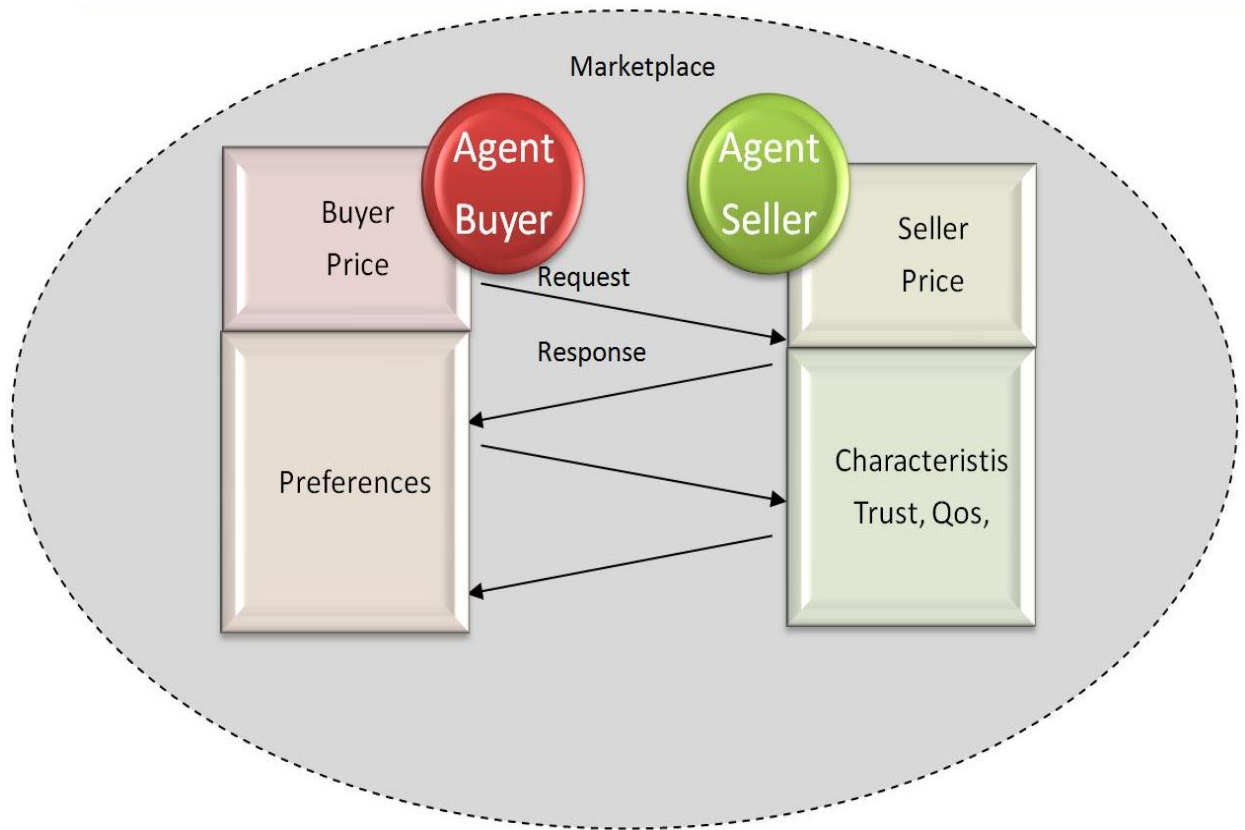 Marketplace
Agent
Buyer
Agent
Seller
Buyer
Price
Seller
Price
Request
Response
Preferences
Characteristis
Trust, Qos,